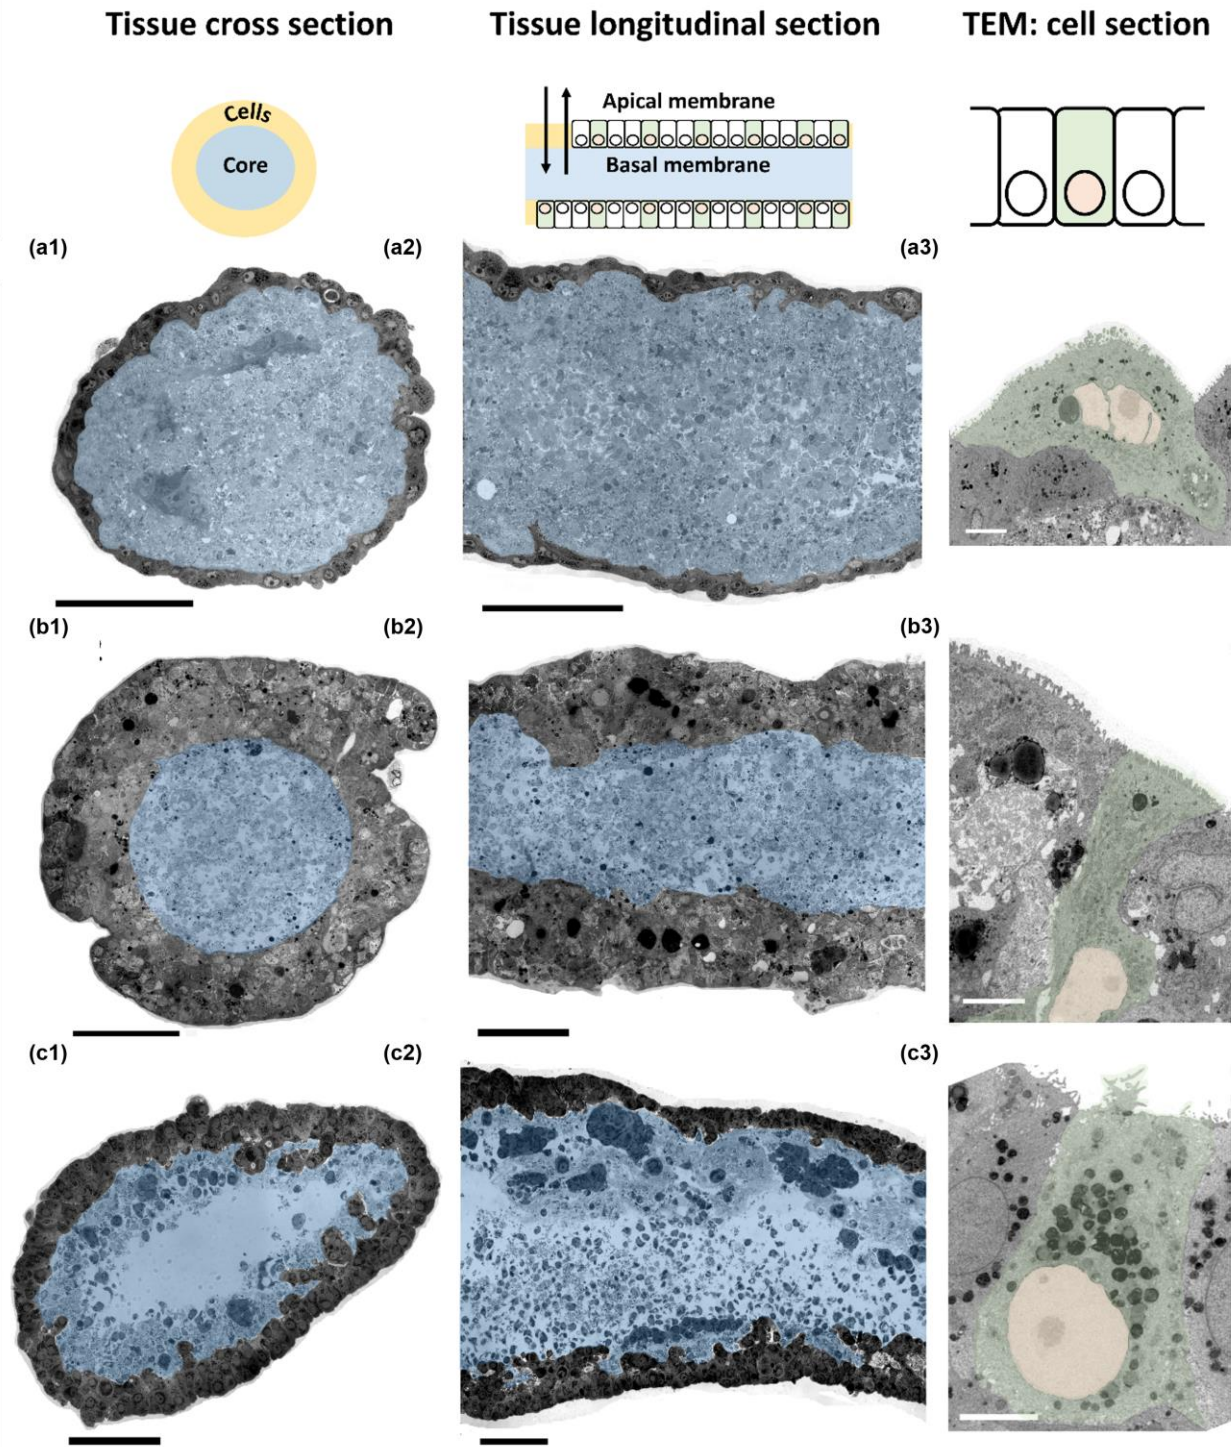 Tissue cross section
Tissue longitudinal section
TEM: cell section
Cells
Core
Apical membrane
Basal membrane
(a1)
(a2)
(a3)
(b1)
(b2)
(b3)
(c1)
(c2)
(c3)